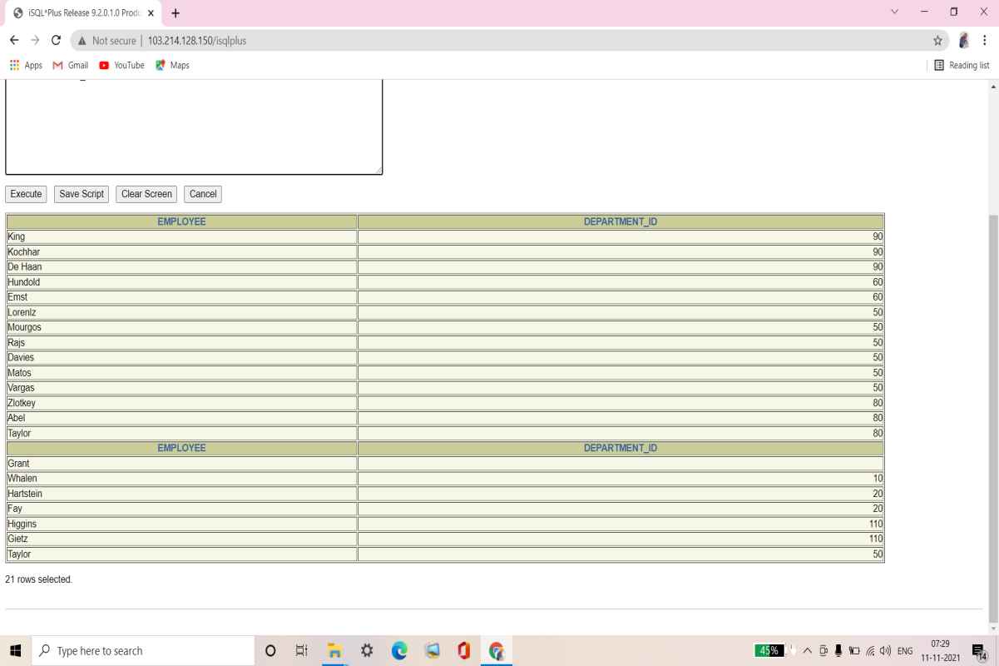 iSQL*Plus Release 9.2.0.1.0 Produ
Not secure | 103.214.128.150/isqlplus
Apps Gmail YouTube Maps Reading list
Execute Save Script Clear Screen Cancel
EMPLOYEE DEPARTMENT_ID
King 90
Kochhar 90
De Haan 90
Hundold 60
Emst 60
Lorenlz 50
Mourgos 50
Rajs 50
Davies 50
Matos 50
Vargas 50
Zlotkey 80
Abel 80
Taylor 80
EMPLOYEE DEPARTMENT_ID
Grant
Whalen 10
Hartstein 20
Fay 20
Higgins 110
Gietz 110
Taylor 50
21 rows selected.
Type here to search
45%
ENG
07:29
11-11-2021
14